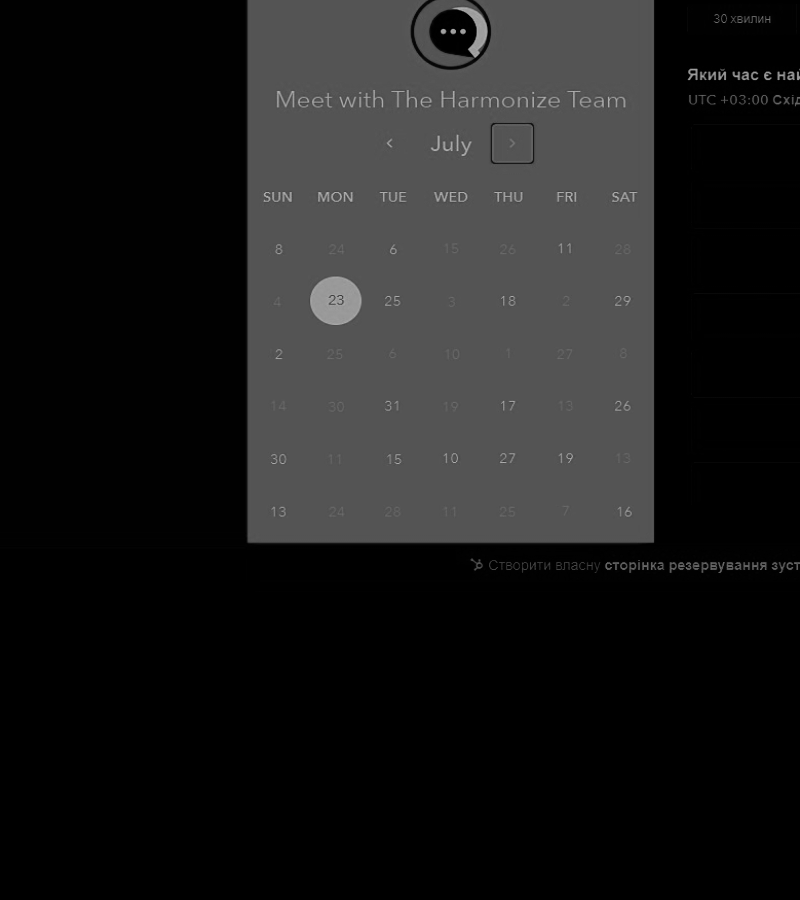 30 хвилин
Meet with The Harmonize Team
Який час є най
July
UTC +03:00 Схід
SUN MON TUE WED THU FRI SAT
8 24 6 15 26 11 28
4 23 25 3 18 2 29
2 25 6 10 1 27 8
14 30 31 19 17 13 26
30 11 15 10 27 19 13
13 24 28 11 25 7 16
Створити власну сторінка резервування зуст